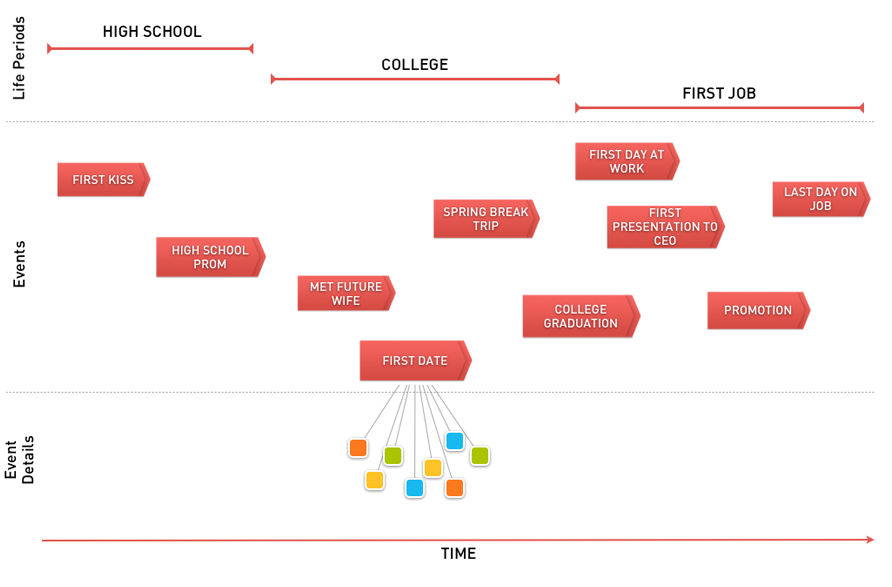 Life Periods
HIGH SCHOOL
COLLEGE
FIRST JOB
Events
FIRST KISS
HIGH SCHOOL
PROM
MET FUTURE
WIFE
FIRST DATE
SPRING BREAK
TRIP
COLLEGE
GRADUATION
FIRST DAY AT
WORK
FIRST
PRESENTATION TO
CEO
PROMOTION
LAST DAY ON
JOB
Event
Details
TIME